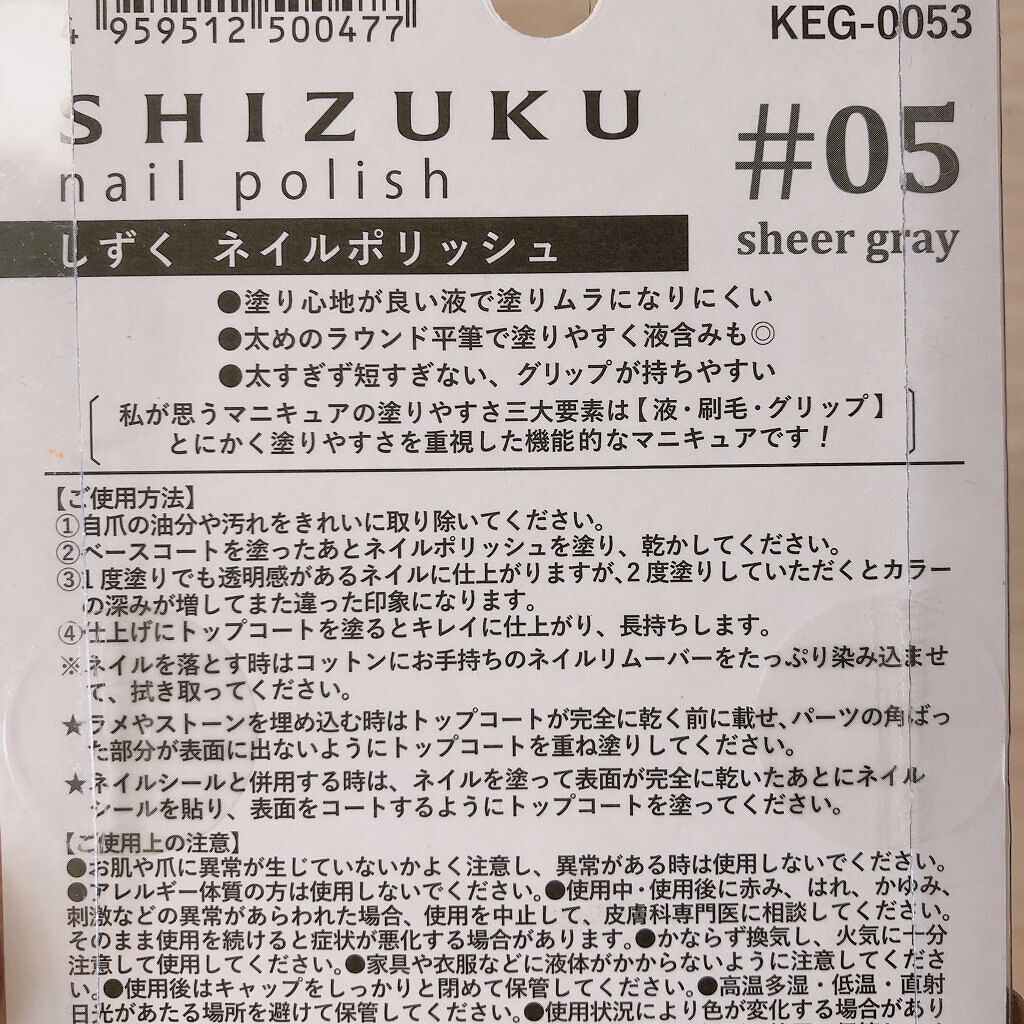 4 959512 500477
KEG-0053
SHIZUKU
nail polish
#05
sheer gray
しずく ネイルポリッシュ
●塗り心地が良い液で塗りムラになりにくい
●太めのラウンド平筆で塗りやすく液含みも◎
●太すぎず短すぎない、グリップが持ちやすい
私が思うマニキュアの塗りやすさ三大要素は【液・刷毛・グリップ】
とにかく塗りやすさを重視した機能的なマニキュアです！
【ご使用方法】
①自爪の油分や汚れをきれいに取り除いてください。
②ベースコートを塗ったあとネイルポリッシュを塗り、乾かしてください。
③1度塗りでも透明感があるネイルに仕上がりますが、2度塗りしていただくとカラー
の深みが増してまた違った印象になります。
④仕上げにトップコートを塗るとキレイに仕上がり、長持ちします。
※ネイルを落とす時はコットンにお手持ちのネイルリムーバーをたっぷり染み込ませ
て、拭き取ってください。
★ラメやストーンを埋め込む時はトップコートが完全に乾く前に載せ、パーツの角ばっ
た部分が表面に出ないようにトップコートを重ね塗りしてください。
★ネイルシールと併用する時は、ネイルを塗って表面が完全に乾いたあとにネイル
シールを貼り、表面をコートするようにトップコートを塗ってください。
【ご使用上の注意】
●お肌や爪に異常が生じていないかよく注意し、異常がある時は使用しないでください。
●アレルギー体質の方は使用しないでください。●使用中・使用後に赤み、はれ、かゆみ、
刺激などの異常があらわれた場合、使用を中止して、皮膚科専門医に相談してください。
そのまま使用を続けると症状が悪化する場合があります。●かならず換気し、火気に十分
注意して使用してください。●家具や衣服などに液体がかからないように注意してくださ
い。●使用後はキャップをしっかりと閉めて保管してください。●高温多湿・低温・直射
日光があたる場所を避けて保管してください。●使用状況により色が変化する場合があり